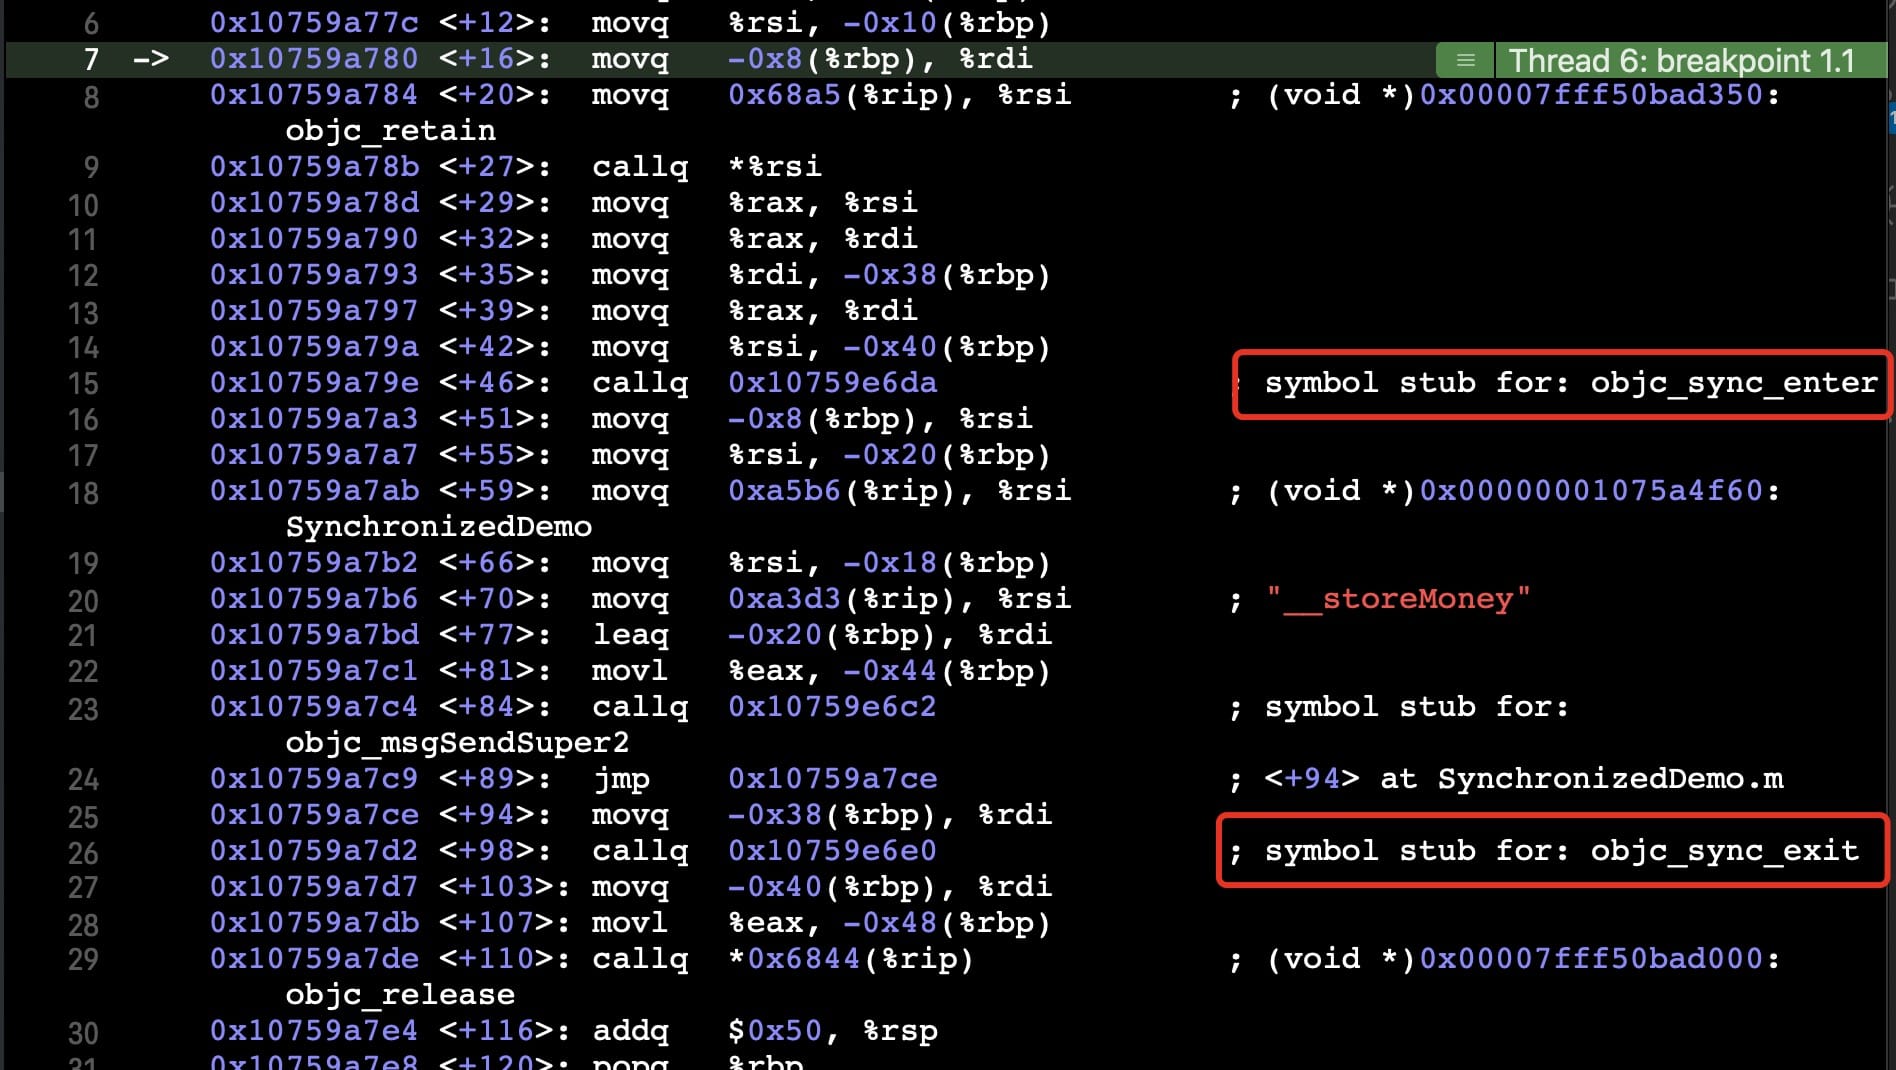 6 0x10759a77c <+12>: movq %rsi, -0x10(%rbp)
7 -> 0x10759a780 <+16>: movq -0x8(%rbp), %rdi Thread 6: breakpoint 1.1
8 0x10759a784 <+20>: movq 0x68a5(%rip), %rsi ; (void *)0x00007fff50bad350:
objc_retain
9 0x10759a78b <+27>: callq *%rsi
10 0x10759a78d <+29>: movq %rax, %rsi
11 0x10759a790 <+32>: movq %rax, %rdi
12 0x10759a793 <+35>: movq %rdi, -0x38(%rbp)
13 0x10759a797 <+39>: movq %rax, %rdi
14 0x10759a79a <+42>: movq %rsi, -0x40(%rbp)
15 0x10759a79e <+46>: callq 0x10759e6da ; symbol stub for: objc_sync_enter
16 0x10759a7a3 <+51>: movq -0x8(%rbp), %rsi
17 0x10759a7a7 <+55>: movq %rsi, -0x20(%rbp)
18 0x10759a7ab <+59>: movq 0xa5b6(%rip), %rsi ; (void *)0x00000001075a4f60:
SynchronizedDemo
19 0x10759a7b2 <+66>: movq %rsi, -0x18(%rbp)
20 0x10759a7b6 <+70>: movq 0xa3d3(%rip), %rsi ; "__storeMoney"
21 0x10759a7bd <+77>: leaq -0x20(%rbp), %rdi
22 0x10759a7c1 <+81>: movl %eax, -0x44(%rbp)
23 0x10759a7c4 <+84>: callq 0x10759e6c2 ; symbol stub for:
objc_msgSendSuper2
24 0x10759a7c9 <+89>: jmp 0x10759a7ce ; <+94> at SynchronizedDemo.m
25 0x10759a7ce <+94>: movq -0x38(%rbp), %rdi
26 0x10759a7d2 <+98>: callq 0x10759e6e0 ; symbol stub for: objc_sync_exit
27 0x10759a7d7 <+103>: movq -0x40(%rbp), %rdi
28 0x10759a7db <+107>: movl %eax, -0x48(%rbp)
29 0x10759a7de <+110>: callq *0x6844(%rip) ; (void *)0x00007fff50bad000:
objc_release
30 0x10759a7e4 <+116>: addq $0x50, %rsp
31 0x10759a7e8 <+120>: popq %rbp